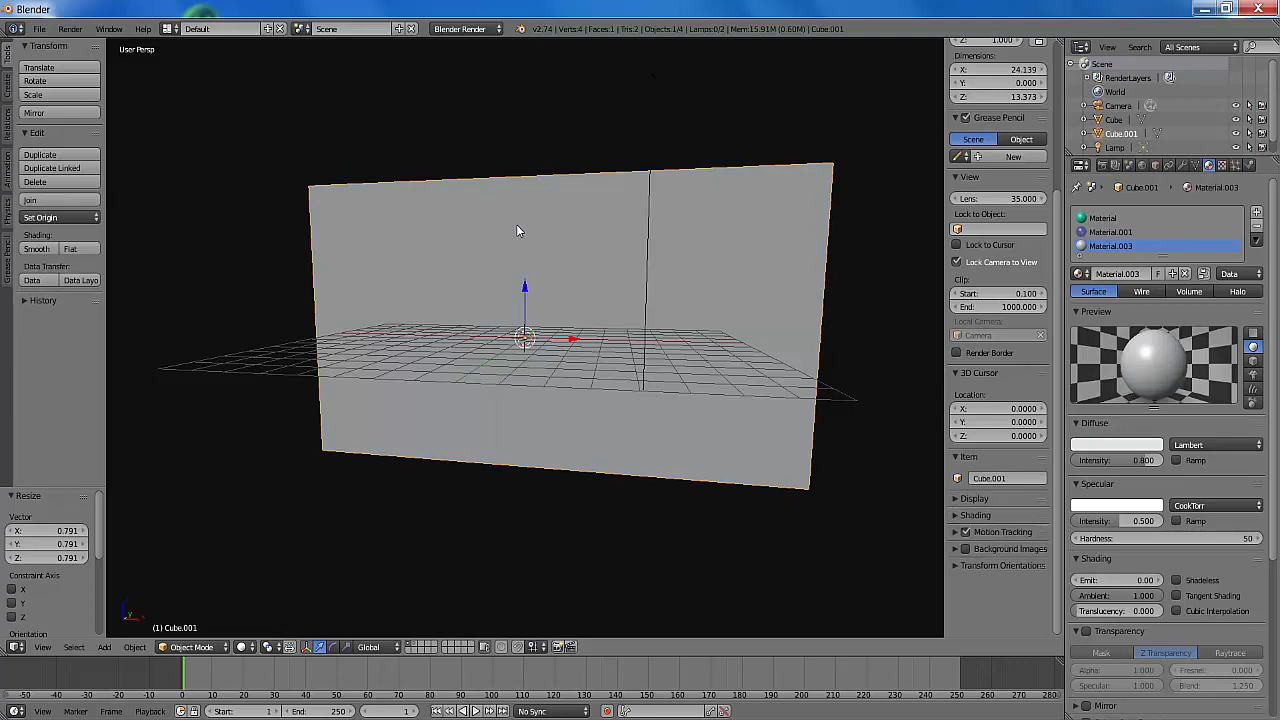 Blender
File Render Window Help Default Scene Blender Render v2.74 | Verts:4 | Faces:1 | Tris:2 | Objects:1/4 | Lamps:0/2 | Mem:15.91M (0.60M) | Cube.001
View Search All Scenes
Transform
User Persp
Translate
Rotate
Scale
Mirror
Edit
Duplicate
Duplicate Linked
Delete
Join
Set Origin
Shading:
Smooth Flat
Data Transfer:
Data Data Layo
History
Tools
Create
Relations
Animation
Physics
Grease Pencil
Resize
Vector
X: 0.791
Y: 0.791
Z: 0.791
Constraint Axis
X
Y
Z
Orientation
(1) Cube.001
Z: 1.000
Dimensions:
X: 24.139
Y: 0.000
Z: 13.373
Grease Pencil
Scene Object
New
View
Lens: 35.000
Lock to Object:
Lock to Cursor
Lock Camera to View
Clip:
Start: 0.100
End: 1000.000
Local Camera:
Camera
Render Border
3D Cursor
Location:
X: 0.0000
Y: 0.0000
Z: 0.0000
Item
Cube.001
Display
Shading
Motion Tracking
Background Images
Transform Orientations
Scene
RenderLayers
World
Camera
Cube
Cube.001
Lamp
Cube.001 Material.003
Material
Material.001
Material.003
Material.003 F Data
Surface Wire Volume Halo
Preview
Diffuse
Lambert
Intensity: 0.800 Ramp
Specular
CookTorr
Intensity: 0.500 Ramp
Hardness: 50
Shading
Emit: 0.00 Shadeless
Ambient: 1.000 Tangent Shading
Translucency: 0.000 Cubic Interpolation
Transparency
Mask Z Transparency Raytrace
Alpha: 1.000 Fresnel: 0.000
Specular: 1.000 Blend: 1.250
Mirror
View Select Add Object Object Mode Global
-50 -40 -30 -20 -10 0 10 20 30 40 50 60 70 80 90 100 110 120 130 140 150 160 170 180 190 200 210 220 230 240 250 260 270 280
View Marker Frame Playback Start: 1 End: 250 1 No Sync